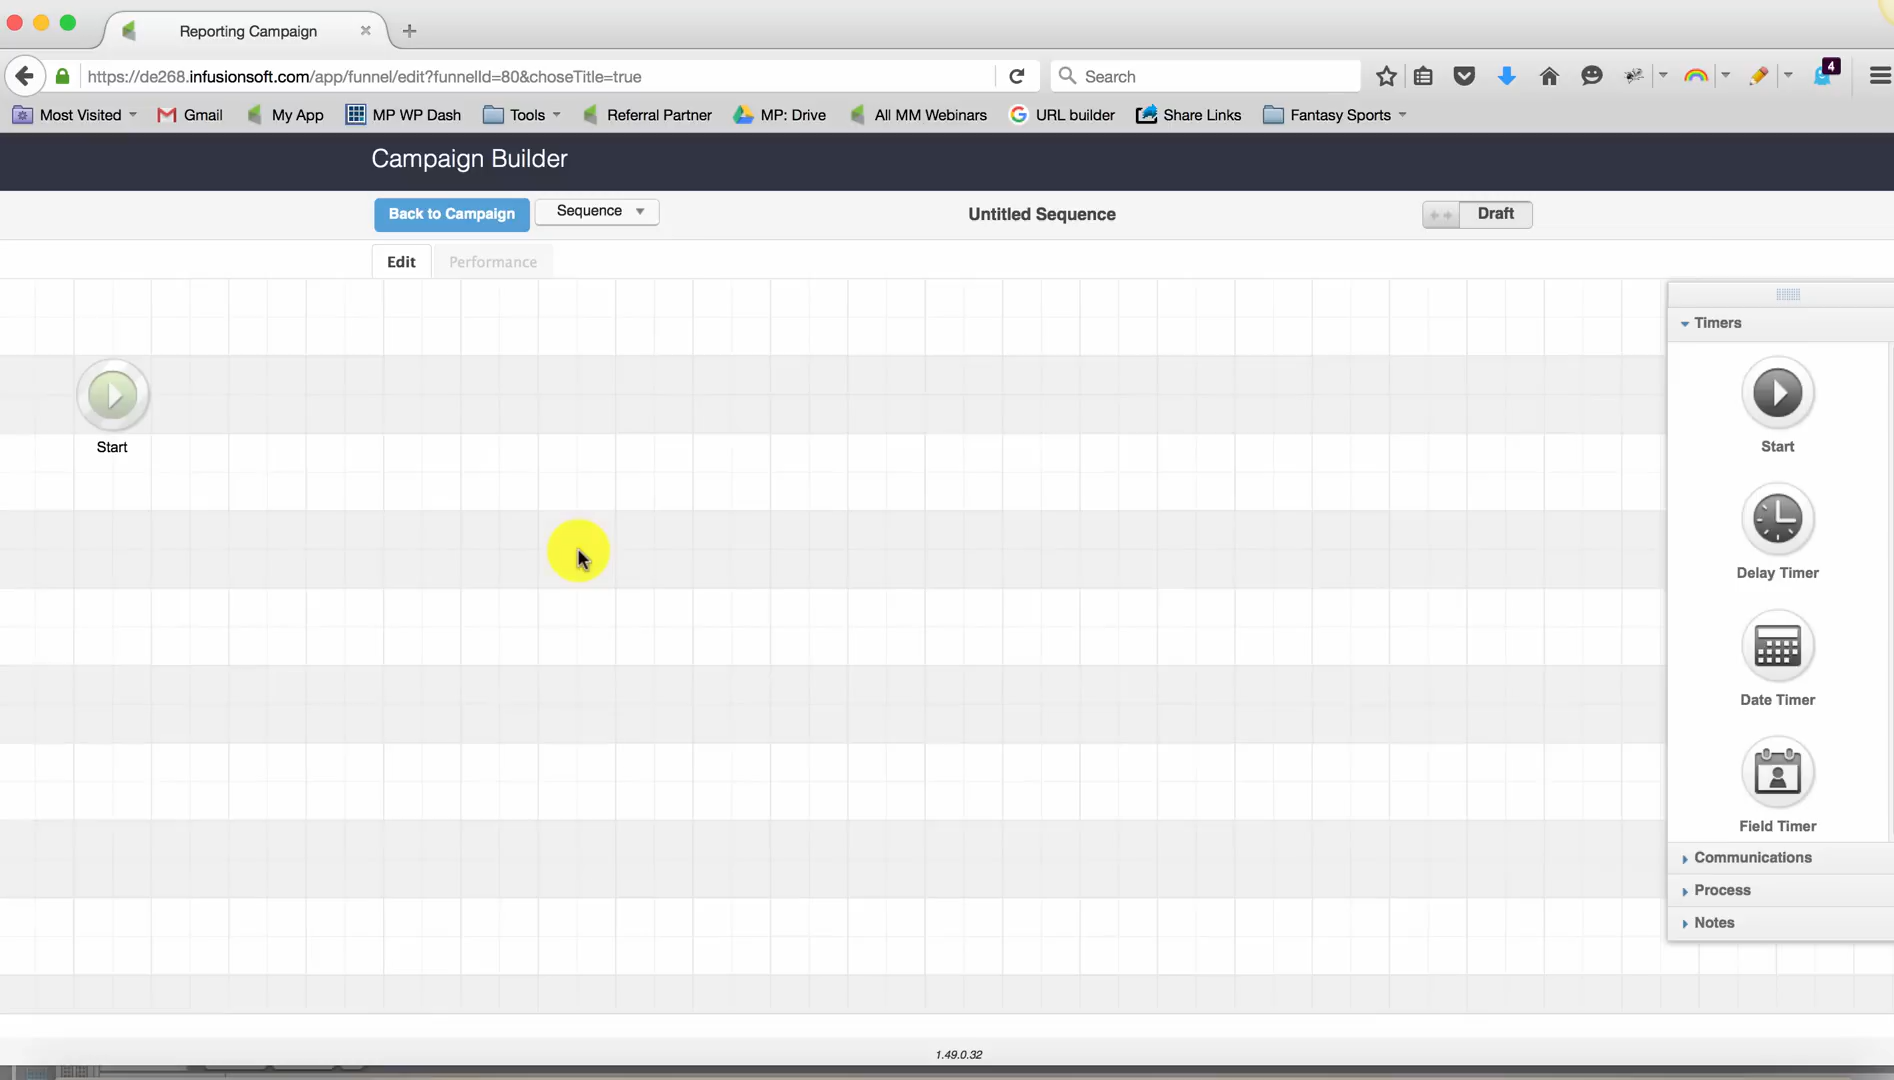 Reporting Campaign
https://de268.infusionsoft.com/app/funnel/edit?funnelId=80&choseTitle=true
Search
4
Most Visited Gmail My App MP WP Dash Tools Referral Partner MP: Drive All MM Webinars URL builder Share Links Fantasy Sports
Campaign Builder
Back to Campaign Sequence Untitled Sequence Draft
Edit Performance
Timers
Start
Start
Delay Timer
Date Timer
Field Timer
Communications
Process
Notes
1.49.0.32